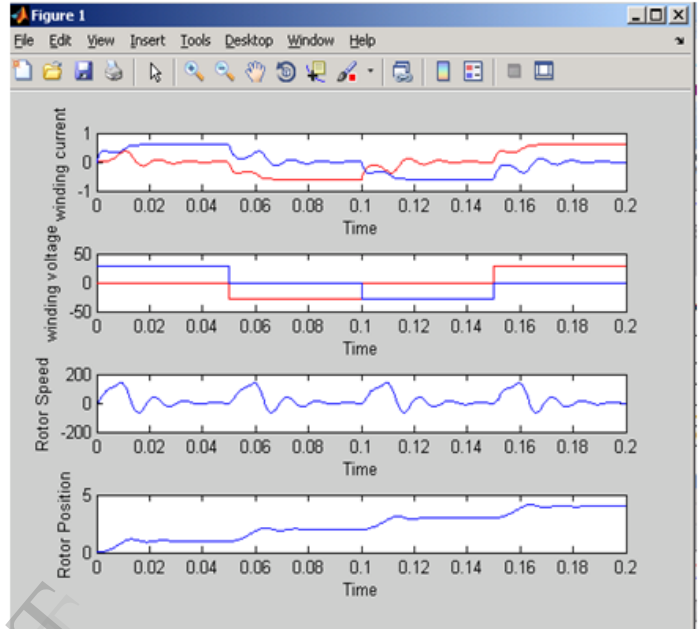 Figure 1
File Edit View Insert Tools Desktop Window Help
winding current
1
0
-1
0 0.02 0.04 0.06 0.08 0.1 0.12 0.14 0.16 0.18 0.2
Time
winding voltage
50
0
-50
0 0.02 0.04 0.06 0.08 0.1 0.12 0.14 0.16 0.18 0.2
Time
Rotor Speed
200
0
-200
0 0.02 0.04 0.06 0.08 0.1 0.12 0.14 0.16 0.18 0.2
Time
Rotor Position
5
0
0 0.02 0.04 0.06 0.08 0.1 0.12 0.14 0.16 0.18 0.2
Time
T